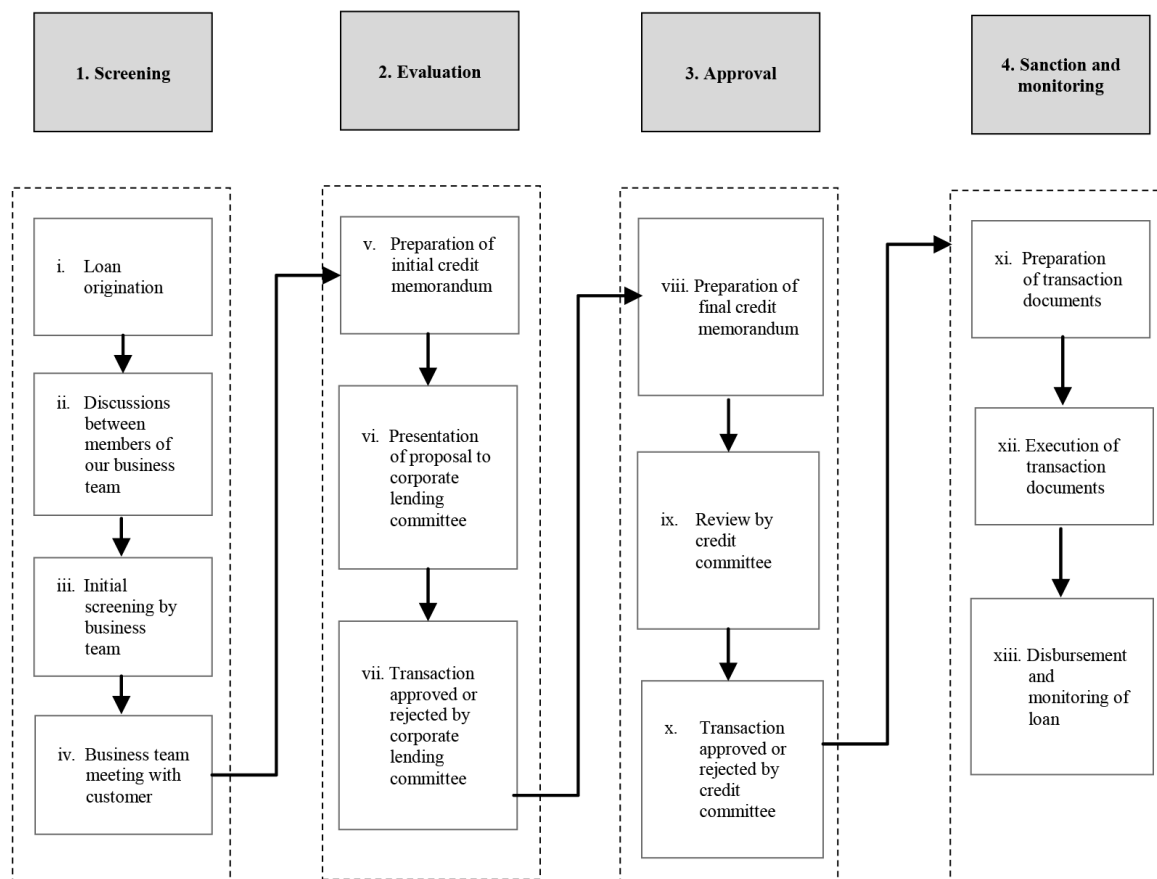 1. Screening
2. Evaluation
3. Approval
4. Sanction and
monitoring
i. Loan
origination
ii. Discussions
between
members of
our business
team
iii. Initial
screening by
business
team
iv. Business team
meeting with
customer
v. Preparation of
initial credit
memorandum
vi. Presentation
of proposal to
corporate
lending
committee
vii. Transaction
approved or
rejected by
corporate
lending
committee
viii. Preparation of
final credit
memorandum
ix. Review by
credit
committee
x. Transaction
approved or
rejected by
credit
committee
xi. Preparation
of transaction
documents
xii. Execution of
transaction
documents
xiii. Disbursement
and
monitoring of
loan